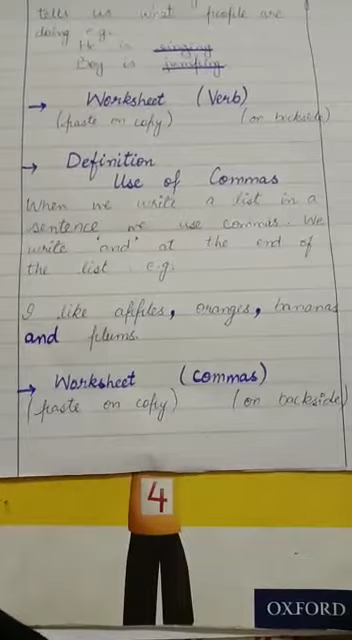 tells us what people are
doing e.g.
He is singing
Boy is jumping
→ Worksheet (Verb)
(paste on copy) (on backside)
→ Definition
Use of Commas
When we write a list in a
sentence we use commas. We
write 'and' at the end of
the list e.g.
I like apples, oranges, bananas
and plums.
→ Worksheet (Commas)
(paste on copy) (on backside)
4
OXFORD